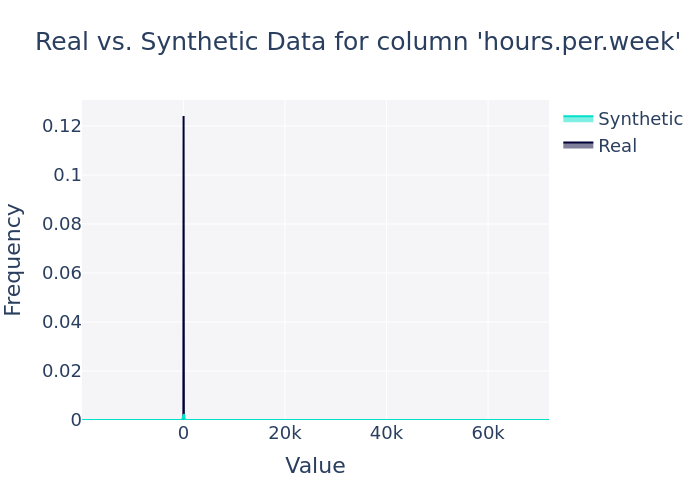 Real vs. Synthetic Data for column 'hours.per.week'
Synthetic
Real
Frequency
0.12
0.1
0.08
0.06
0.04
0.02
0
0 20k 40k 60k
Value